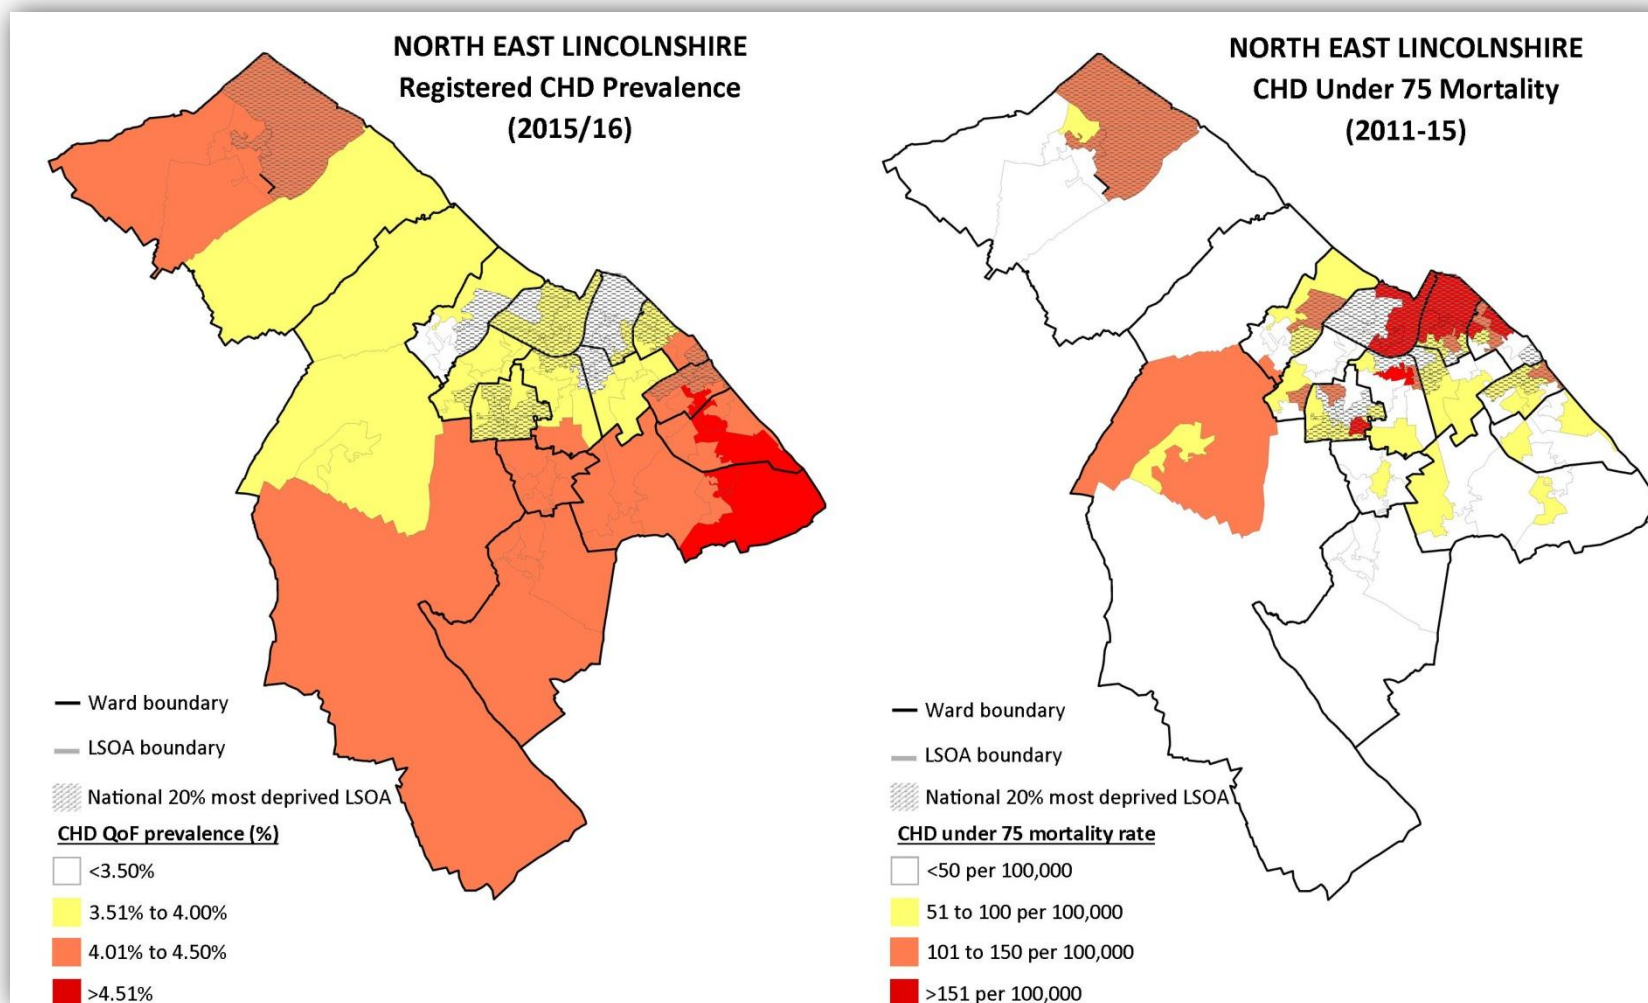 NORTH EAST LINCOLNSHIRE
Registered CHD Prevalence
(2015/16)
Ward boundary
LSOA boundary
National 20% most deprived LSOA
CHD QoF prevalence (%)
<3.50%
3.51% to 4.00%
4.01% to 4.50%
>4.51%
NORTH EAST LINCOLNSHIRE
CHD Under 75 Mortality
(2011-15)
Ward boundary
LSOA boundary
National 20% most deprived LSOA
CHD under 75 mortality rate
<50 per 100,000
51 to 100 per 100,000
101 to 150 per 100,000
>151 per 100,000